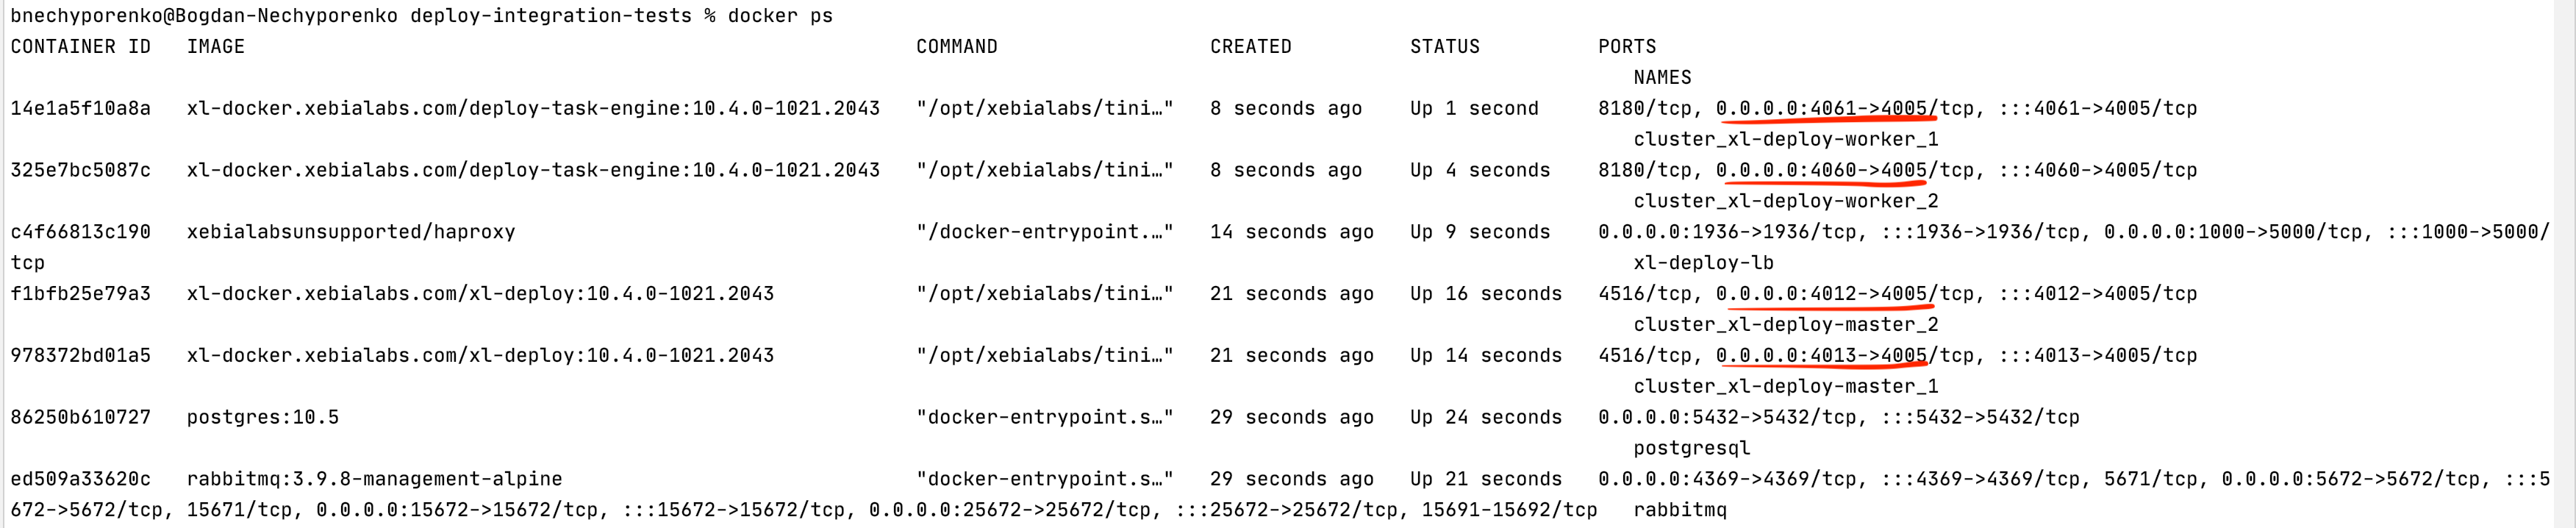 bnechyporenko@Bogdan-Nechyporenko deploy-integration-tests % docker ps
CONTAINER ID   IMAGE                                                          COMMAND                  CREATED          STATUS          PORTS
NAMES
14e1a5f10a8a   xl-docker.xebialabs.com/deploy-task-engine:10.4.0-1021.2043   "/opt/xebialabs/tini…"   8 seconds ago    Up 1 second     8180/tcp, 0.0.0.0:4061->4005/tcp, :::4061->4005/tcp
cluster_xl-deploy-worker_1
325e7bc5087c   xl-docker.xebialabs.com/deploy-task-engine:10.4.0-1021.2043   "/opt/xebialabs/tini…"   8 seconds ago    Up 4 seconds    8180/tcp, 0.0.0.0:4060->4005/tcp, :::4060->4005/tcp
cluster_xl-deploy-worker_2
c4f66813c190   xebialabsunsupported/haproxy                                  "/docker-entrypoint.…"   14 seconds ago   Up 9 seconds    0.0.0.0:1936->1936/tcp, :::1936->1936/tcp, 0.0.0.0:1000->5000/tcp, :::1000->5000/
tcp   xl-deploy-lb
f1bfb25e79a3   xl-docker.xebialabs.com/xl-deploy:10.4.0-1021.2043            "/opt/xebialabs/tini…"   21 seconds ago   Up 16 seconds   4516/tcp, 0.0.0.0:4012->4005/tcp, :::4012->4005/tcp
cluster_xl-deploy-master_2
978372bd01a5   xl-docker.xebialabs.com/xl-deploy:10.4.0-1021.2043            "/opt/xebialabs/tini…"   21 seconds ago   Up 14 seconds   4516/tcp, 0.0.0.0:4013->4005/tcp, :::4013->4005/tcp
cluster_xl-deploy-master_1
86250b610727   postgres:10.5                                                 "docker-entrypoint.s…"   29 seconds ago   Up 24 seconds   0.0.0.0:5432->5432/tcp, :::5432->5432/tcp
postgresql
ed509a33620c   rabbitmq:3.9.8-management-alpine                              "docker-entrypoint.s…"   29 seconds ago   Up 21 seconds   0.0.0.0:4369->4369/tcp, :::4369->4369/tcp, 5671/tcp, 0.0.0.0:5672->5672/tcp, :::5
672->5672/tcp, 15671/tcp, 0.0.0.0:15672->15672/tcp, :::15672->15672/tcp, 0.0.0.0:25672->25672/tcp, :::25672->25672/tcp, 15691-15692/tcp   rabbitmq